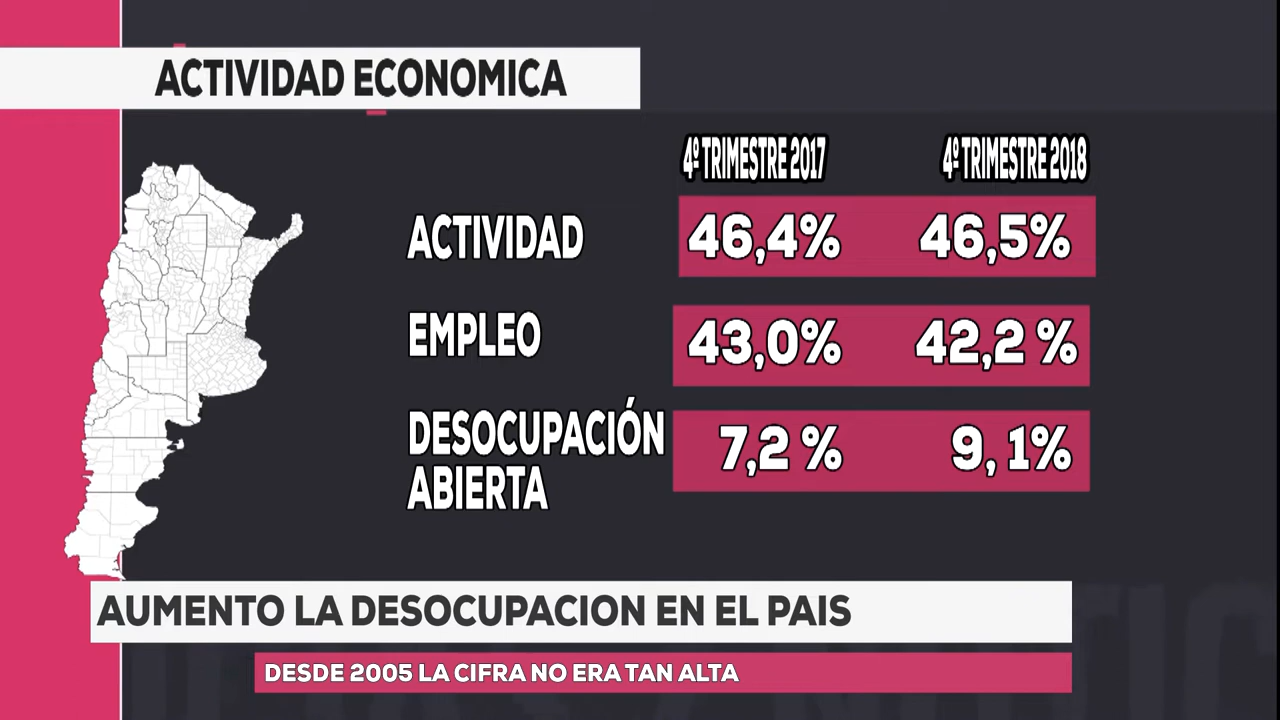 ACTIVIDAD ECONOMICA
4º TRIMESTRE 2017 4º TRIMESTRE 2018
ACTIVIDAD 46,4% 46,5%
EMPLEO 43,0% 42,2 %
DESOCUPACIÓN
ABIERTA 7,2 % 9, 1%
AUMENTO LA DESOCUPACION EN EL PAIS
DESDE 2005 LA CIFRA NO ERA TAN ALTA